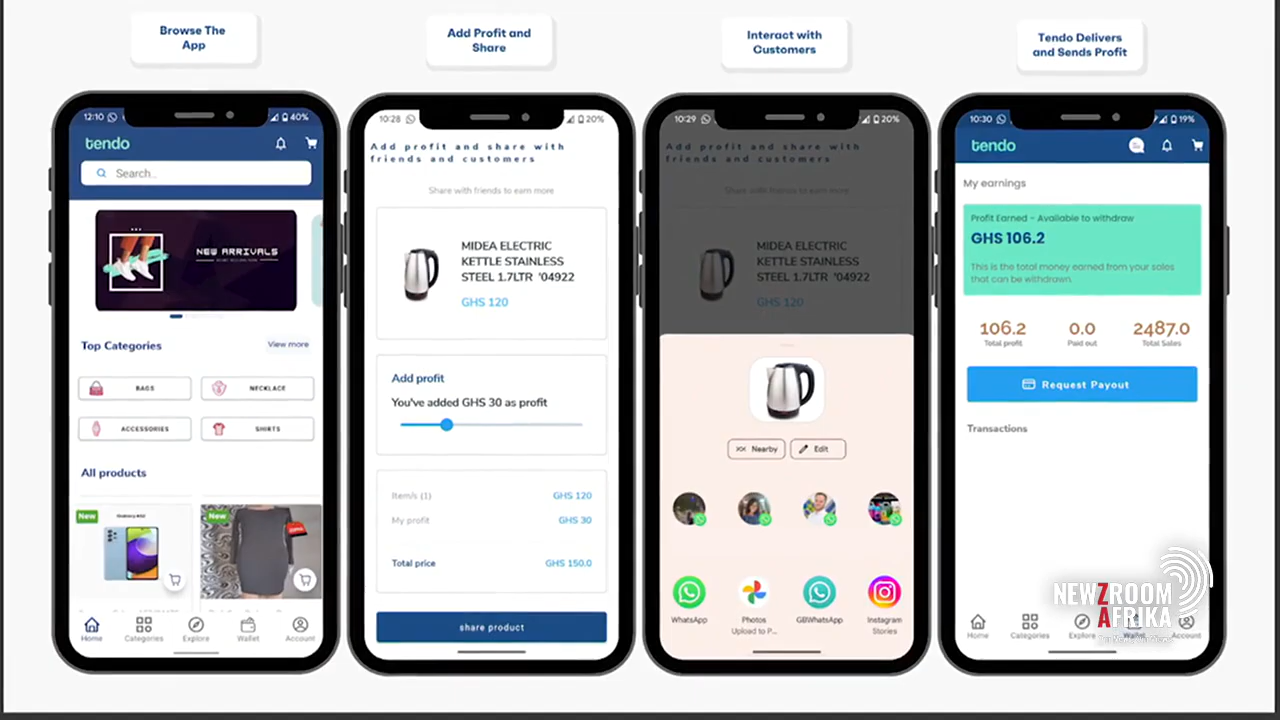 Browse The
App
Add Profit and
Share
Interact with
Customers
Tendo Delivers
and Sends Profit
12:10
40%
tendo
Search...
NEW ARRIVALS
Top Categories
View more
BAGS
NECKLACE
ACCESSORIES
SHIRTS
All products
New
Galaxy A32
New
Home
Categories
Explore
Wallet
Account
10:28
20%
Add profit and share with
friends and customers
Share with friends to earn more
MIDEA ELECTRIC
KETTLE STAINLESS
STEEL 1.7LTR '04922
GHS 120
Add profit
You've added GHS 30 as profit
Item/s (1)
GHS 120
My profit
GHS 30
Total price
GHS 150.0
share product
10:29
20%
Add profit and share with
friends and customers
Share with friends to earn more
MIDEA ELECTRIC
KETTLE STAINLESS
STEEL 1.7LTR '04922
GHS 120
Nearby
Edit
WhatsApp
Photos
Upload to P...
GBWhatsApp
Instagram
Stories
10:30
19%
tendo
My earnings
Profit Earned - Available to withdraw
GHS 106.2
This is the total money earned from your sales
that can be withdrawn.
106.2
0.0
2487.0
Total profit
Paid out
Total Sales
Request Payout
Transactions
Home
Categories
Explore
Wallet
Account
NEWZROOM
AFRIKA